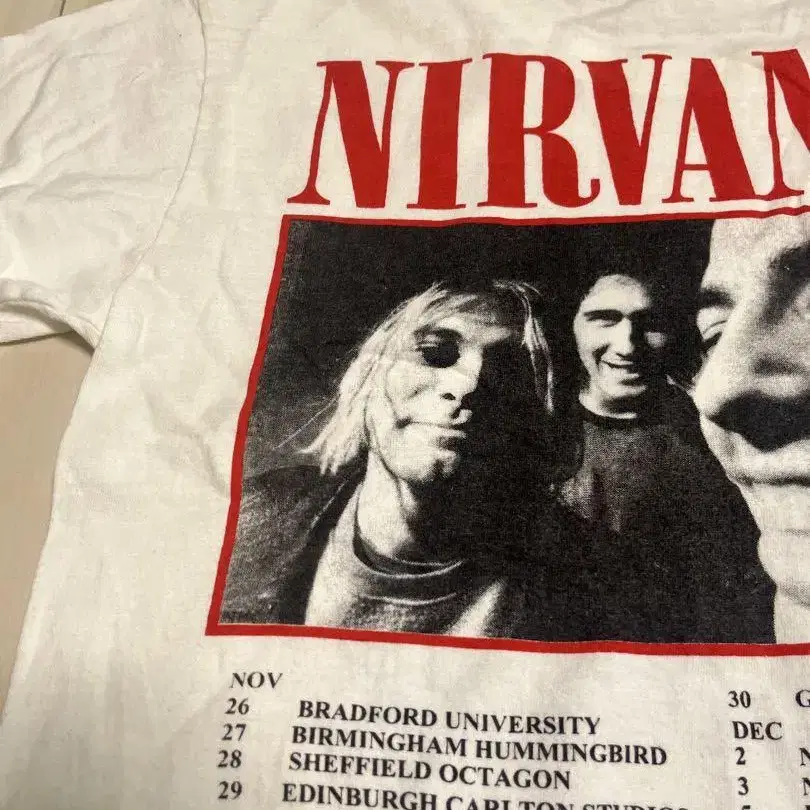 NIRVAN
NOV
26 BRADFORD UNIVERSITY
27 BIRMINGHAM HUMMINGBIRD
28 SHEFFIELD OCTAGON
29 EDINBURGH CARLTON STUDIOS
30 G
DEC
2 N
3 N